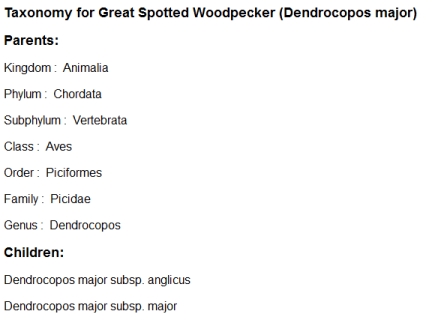 Taxonomy for Great Spotted Woodpecker (Dendrocopos major)
Parents:
Kingdom : Animalia
Phylum : Chordata
Subphylum : Vertebrata
Class : Aves
Order : Piciformes
Family : Picidae
Genus : Dendrocopos
Children:
Dendrocopos major subsp. anglicus
Dendrocopos major subsp. major